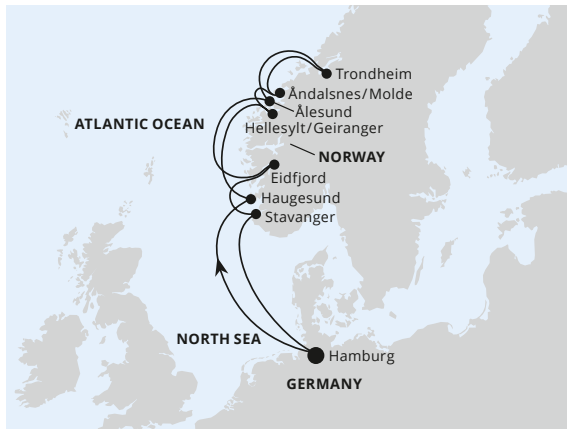 Trondheim
Åndalsnes/Molde
Ålesund
ATLANTIC OCEAN
Hellesylt/Geiranger
NORWAY
Eidfjord
Haugesund
Stavanger
NORTH SEA
Hamburg
GERMANY